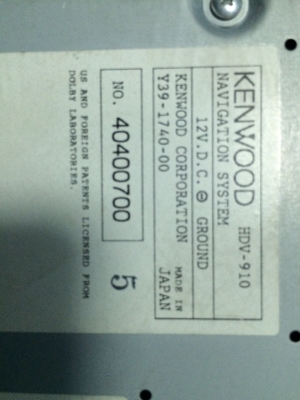 KENWOOD HDV-910
NAVIGATION SYSTEM
12V.D.C. ⊖ GROUND
KENWOOD CORPORATION MADE IN
Y39-1740-00 JAPAN
NO. 40400700 5
US AND FOREIGN PATENTS LICENSED FROM
DOLBY LABORATORIES.